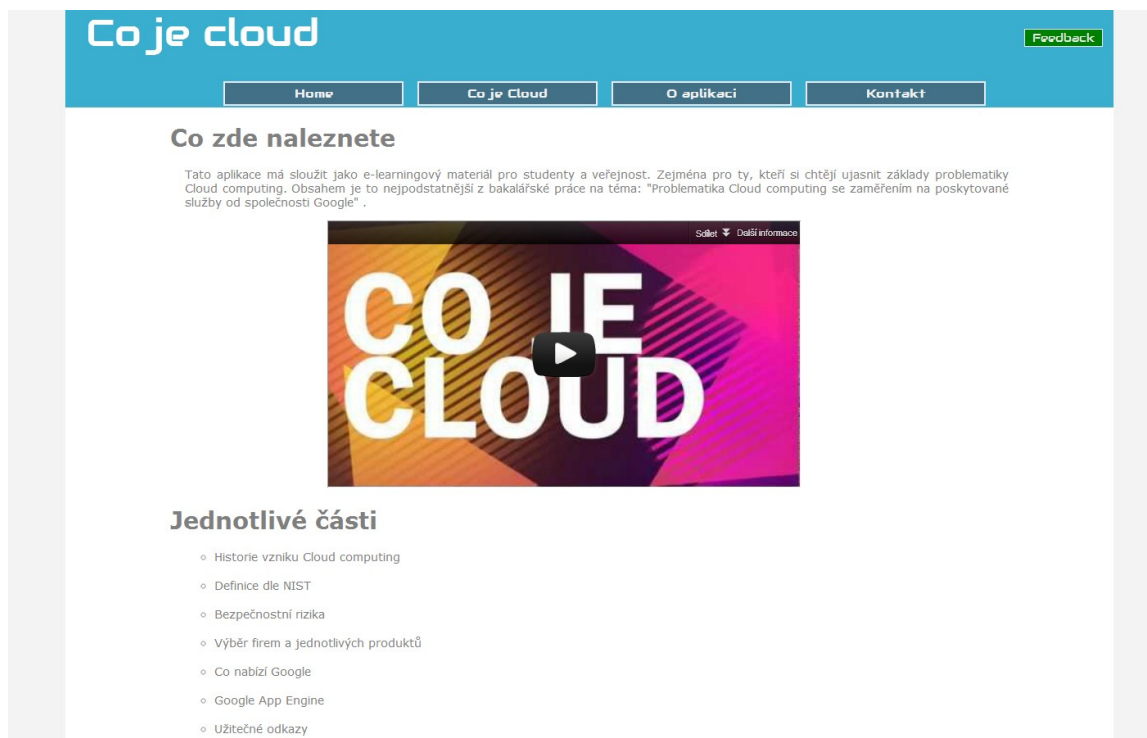 Co je cloud
Feedback
Home
Co je Cloud
O aplikaci
Kontakt
Co zde naleznete
Tato aplikace má sloužit jako e-learningový materiál pro studenty a veřejnost. Zejména pro ty, kteří si chtějí ujasnit základy problematiky
Cloud computing. Obsahem je to nejpodstatnější z bakalářské práce na téma: "Problematika Cloud computing se zaměřením na poskytované
služby od společnosti Google" .
Sdílet Další informace
CO JE
CLOUD
Jednotlivé části
Historie vzniku Cloud computing
Definice dle NIST
Bezpečnostní rizika
Výběr firem a jednotlivých produktů
Co nabízí Google
Google App Engine
Užitečné odkazy